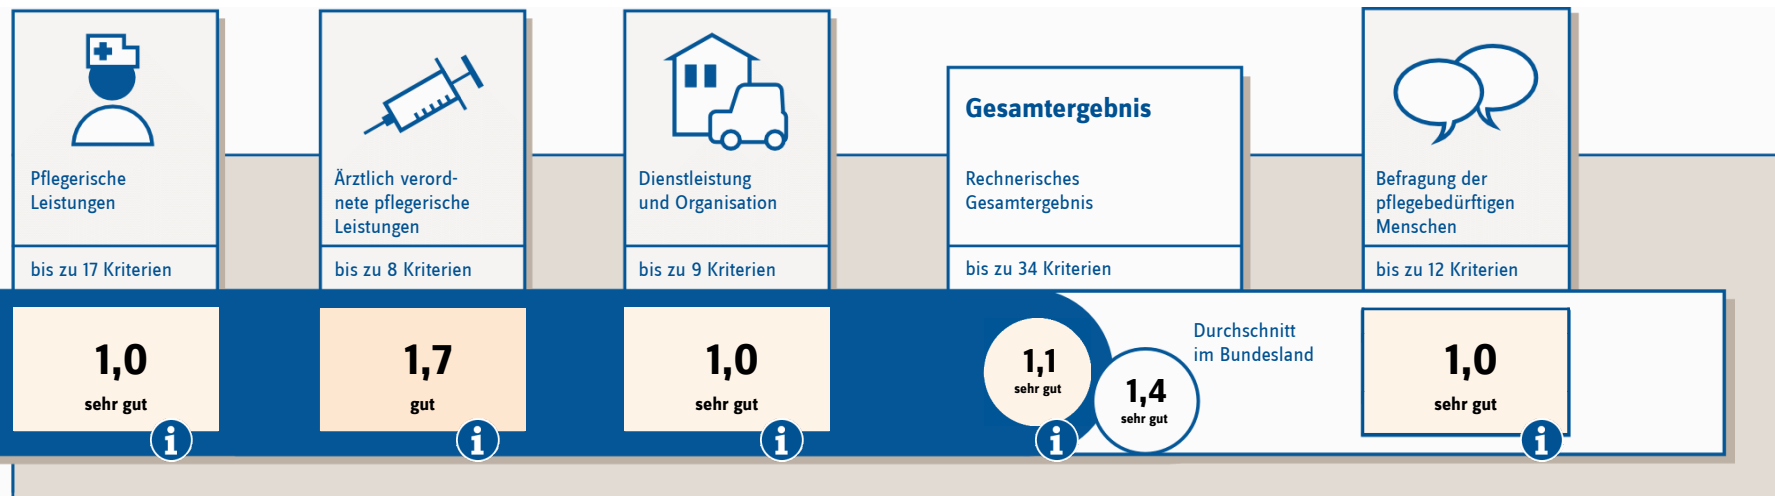 Pflegerische
Leistungen
bis zu 17 Kriterien
1,0
sehr gut
i
Ärztlich verord-
nete pflegerische
Leistungen
bis zu 8 Kriterien
1,7
gut
i
Dienstleistung
und Organisation
bis zu 9 Kriterien
1,0
sehr gut
i
Gesamtergebnis
Rechnerisches
Gesamtergebnis
bis zu 34 Kriterien
1,1
sehr gut
i
1,4
sehr gut
Durchschnitt
im Bundesland
Befragung der
pflegebedürftigen
Menschen
bis zu 12 Kriterien
1,0
sehr gut
i